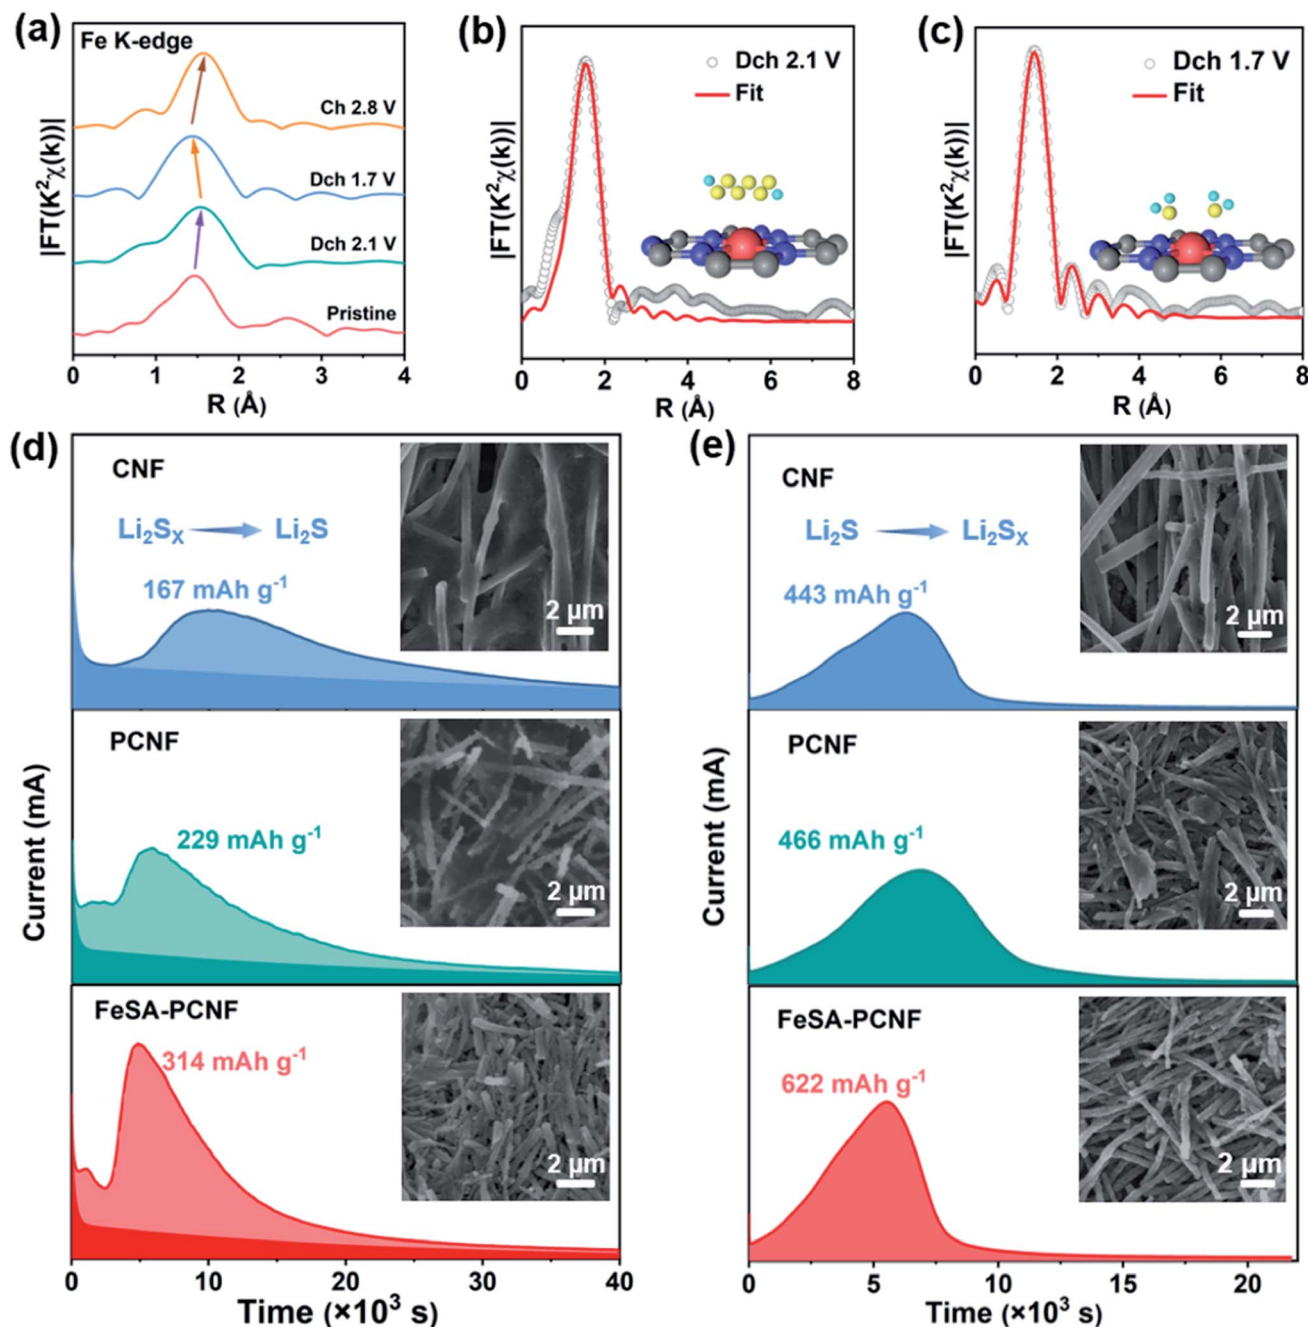 (a)
Fe K-edge
Ch 2.8 V
Dch 1.7 V
Dch 2.1 V
Pristine
|FT(K²χ(k))|
0 1 2 3 4
R (Å)
(b)
Dch 2.1 V
Fit
|FT(K²χ(k))|
0 2 4 6 8
R (Å)
(c)
Dch 1.7 V
Fit
|FT(K²χ(k))|
0 2 4 6 8
R (Å)
(d)
CNF
Li₂Sₓ Li₂S
167 mAh g⁻¹
2 μm
PCNF
229 mAh g⁻¹
2 μm
FeSA-PCNF
314 mAh g⁻¹
2 μm
Current (mA)
0 10 20 30 40
Time (×10³ s)
(e)
CNF
Li₂S Li₂Sₓ
443 mAh g⁻¹
2 μm
PCNF
466 mAh g⁻¹
2 μm
FeSA-PCNF
622 mAh g⁻¹
2 μm
Current (mA)
0 5 10 15 20
Time (×10³ s)